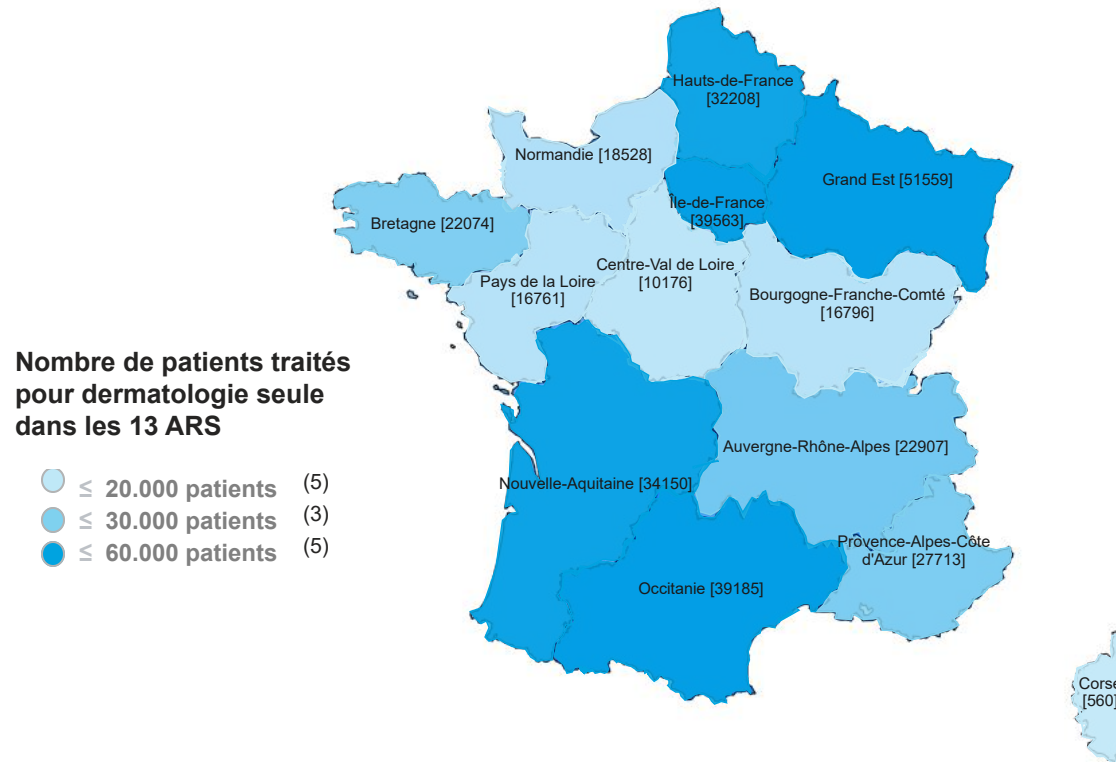 Hauts-de-France
[32208]
Normandie [18528]
Grand Est [51559]
Île-de-France
[39563]
Bretagne [22074]
Centre-Val de Loire
[10176]
Pays de la Loire
[16761]
Bourgogne-Franche-Comté
[16796]
Nombre de patients traités
pour dermatologie seule
dans les 13 ARS
≤ 20.000 patients (5)
≤ 30.000 patients (3)
≤ 60.000 patients (5)
Auvergne-Rhône-Alpes [22907]
Nouvelle-Aquitaine [34150]
Provence-Alpes-Côte
d'Azur [27713]
Occitanie [39185]
Corse
[560]